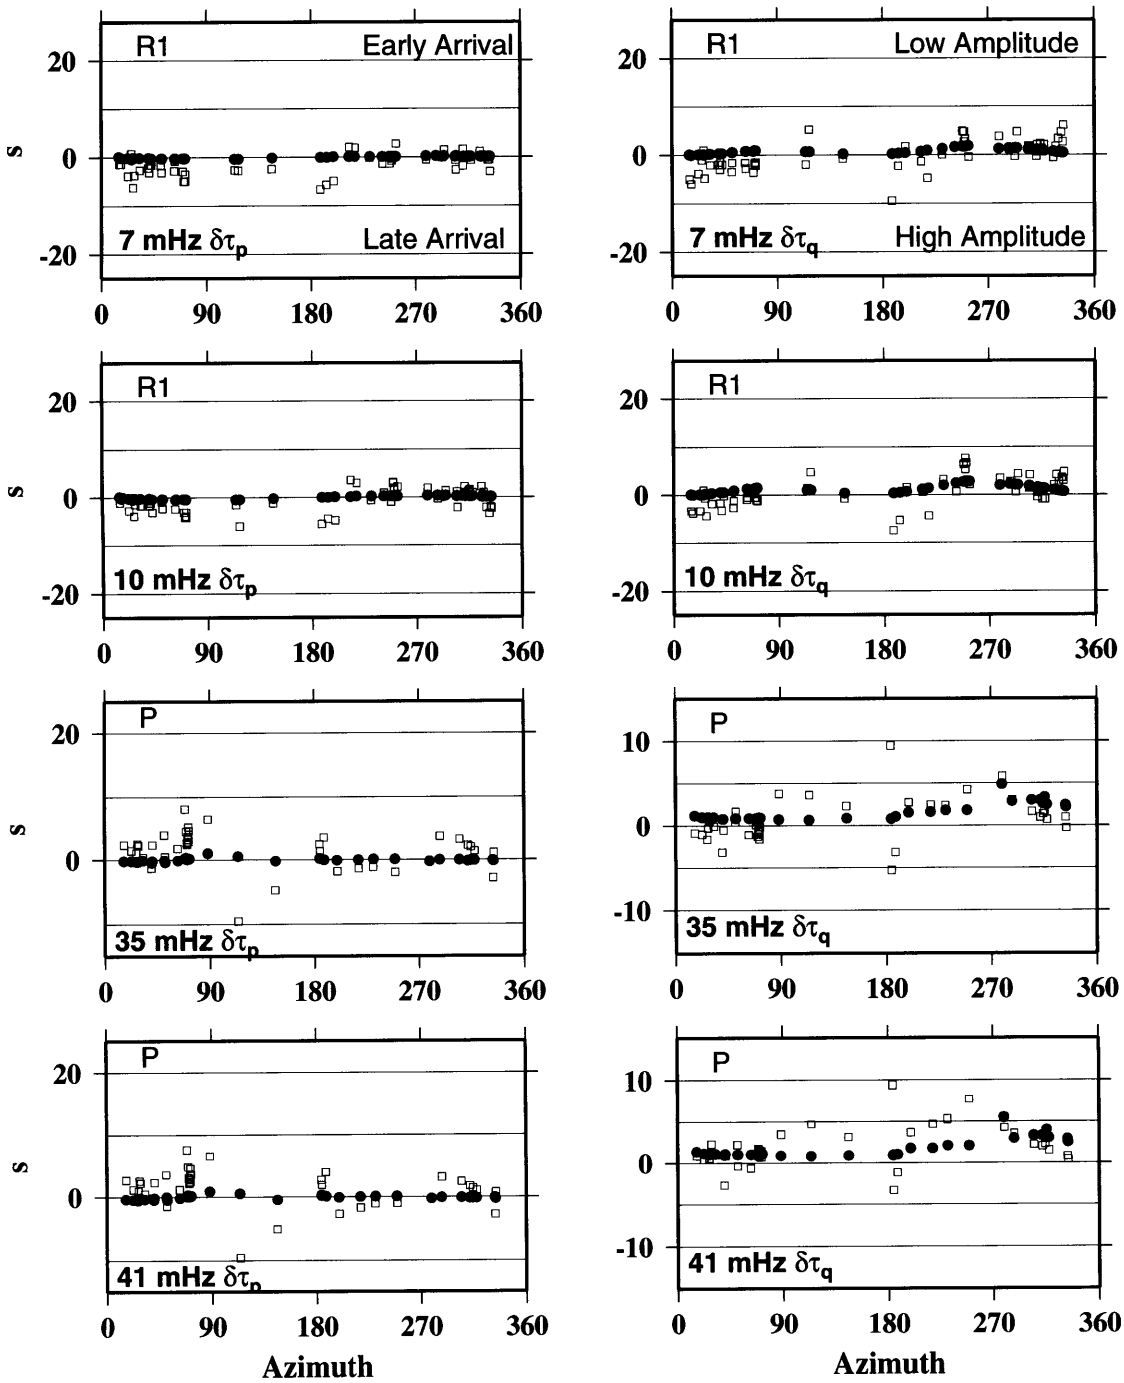 R1 Early Arrival
20
s
0
7 mHz δτp Late Arrival
-20
0 90 180 270 360
R1 Low Amplitude
20
0
7 mHz δτq High Amplitude
-20
0 90 180 270 360
R1
20
s
0
10 mHz δτp
-20
0 90 180 270 360
R1
20
0
10 mHz δτq
-20
0 90 180 270 360
P
20
s
0
35 mHz δτp
0 90 180 270 360
P
10
0
-10
35 mHz δτq
0 90 180 270 360
P
20
s
0
41 mHz δτp
0 90 180 270 360
Azimuth
P
10
0
-10
41 mHz δτq
0 90 180 270 360
Azimuth